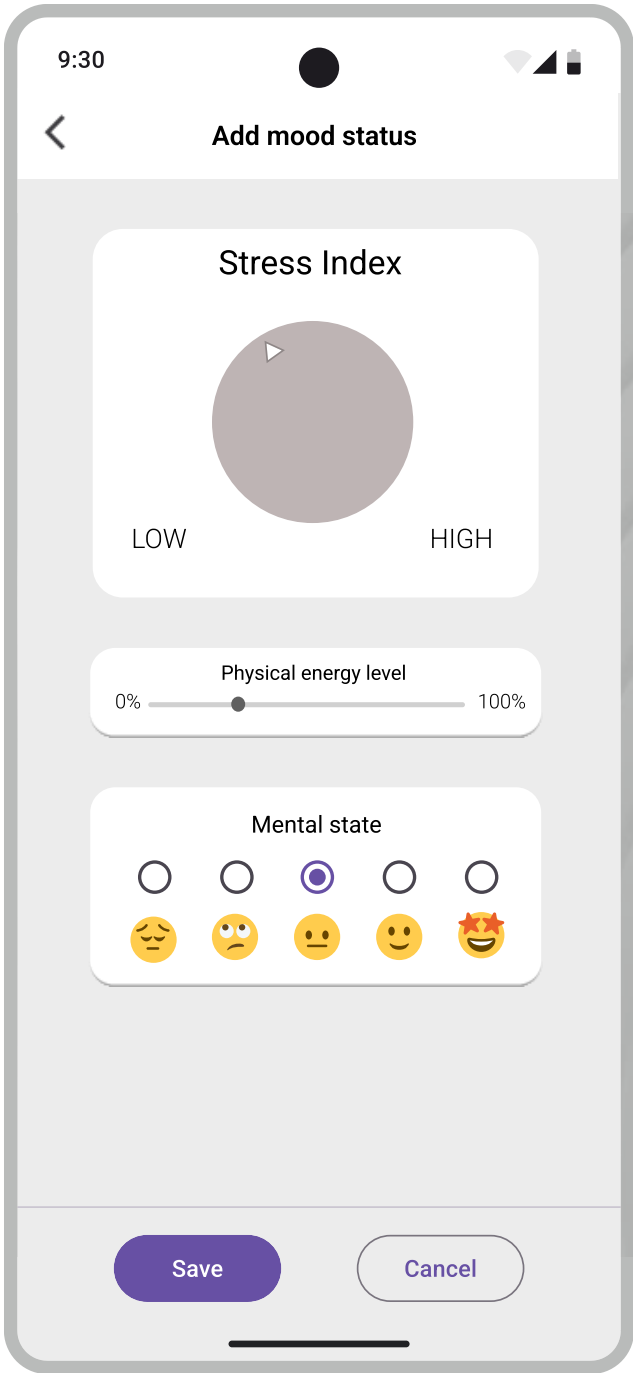 9:30
Add mood status
Stress Index
LOW HIGH
Physical energy level
0% 100%
Mental state
Save Cancel